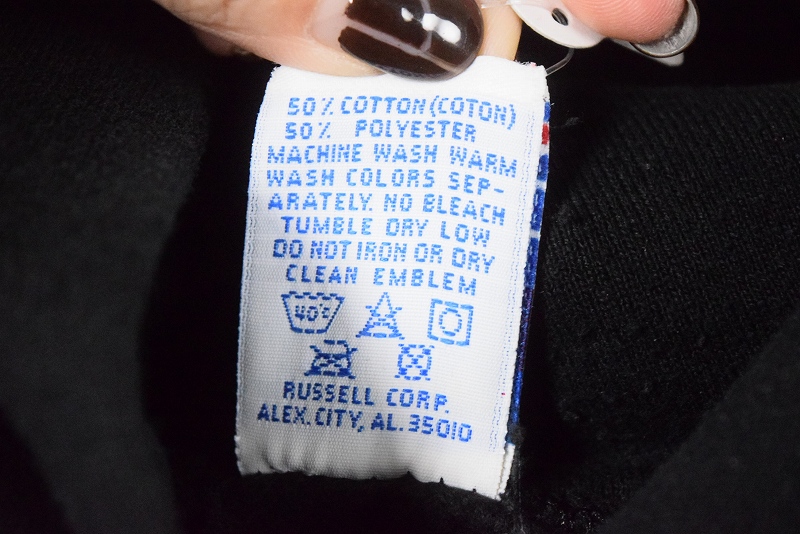 50% COTTON (COTON)
50% POLYESTER
MACHINE WASH WARM
WASH COLORS SEP-
ARATELY. NO BLEACH
TUMBLE DRY LOW
DO NOT IRON OR DRY
CLEAN EMBLEM
40°C
RUSSELL CORP.
ALEX. CITY, AL. 35010